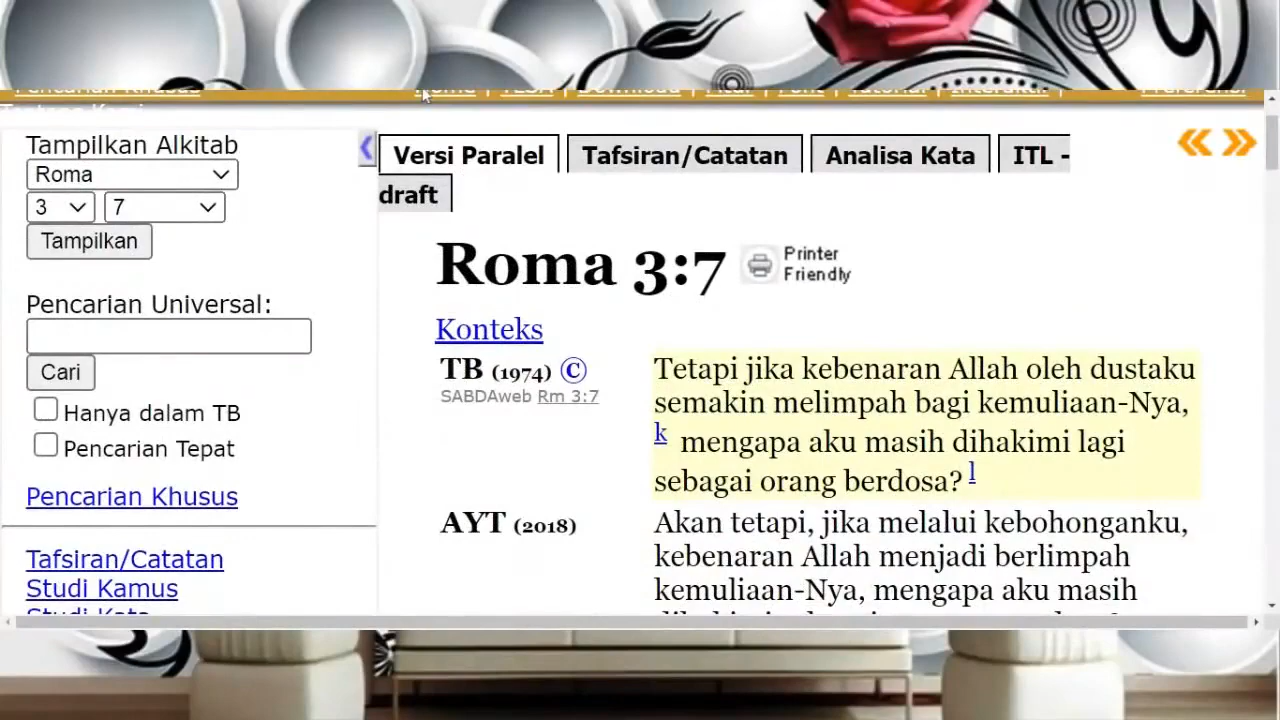 Tampilkan Alkitab
Roma
3 7
Tampilkan
Pencarian Universal:
Cari
Hanya dalam TB
Pencarian Tepat
Pencarian Khusus
Tafsiran/Catatan
Studi Kamus
Versi Paralel Tafsiran/Catatan Analisa Kata ITL -
draft
Roma 3:7 Printer
Friendly
Konteks
TB (1974) ©
SABDAweb Rm 3:7
Tetapi jika kebenaran Allah oleh dustaku
semakin melimpah bagi kemuliaan-Nya,
k mengapa aku masih dihakimi lagi
sebagai orang berdosa? l
AYT (2018)
Akan tetapi, jika melalui kebohonganku,
kebenaran Allah menjadi berlimpah
kemuliaan-Nya, mengapa aku masih